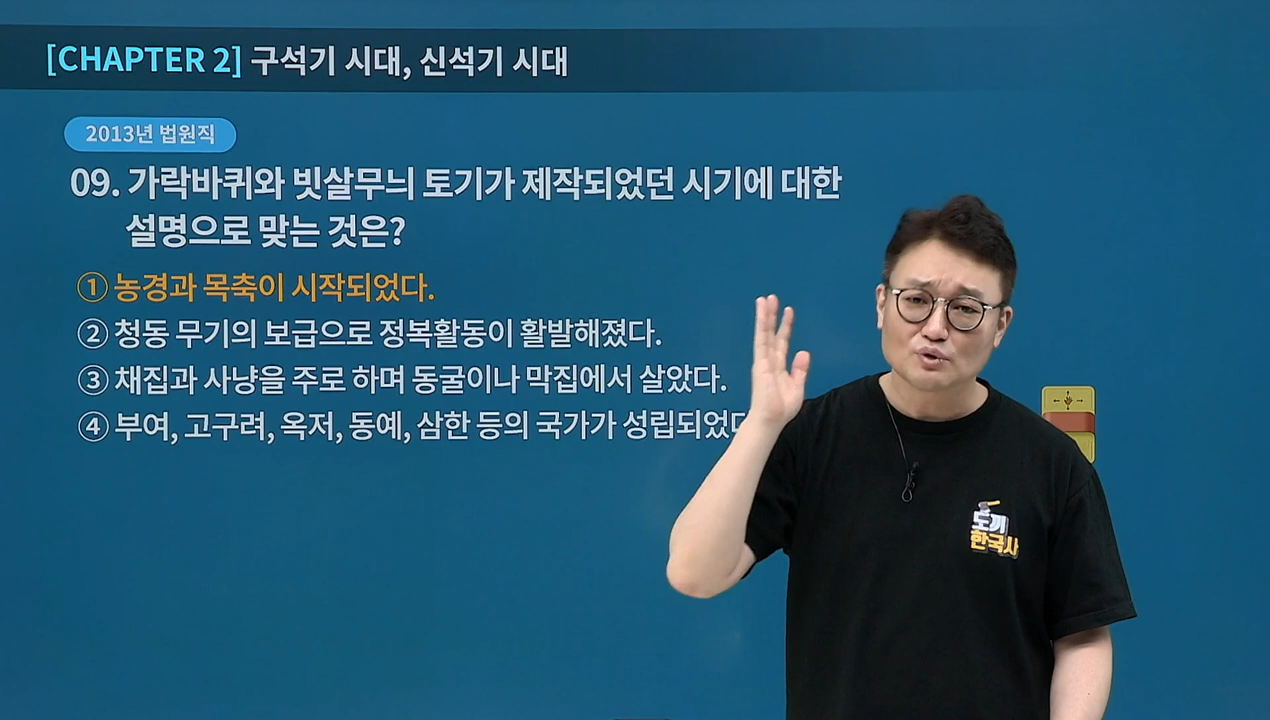 [CHAPTER 2] 구석기 시대, 신석기 시대
2013년 법원직
09. 가락바퀴와 빗살무늬 토기가 제작되었던 시기에 대한
설명으로 맞는 것은?
① 농경과 목축이 시작되었다.
② 청동 무기의 보급으로 정복활동이 활발해졌다.
③ 채집과 사냥을 주로 하며 동굴이나 막집에서 살았다.
④ 부여, 고구려, 옥저, 동예, 삼한 등의 국가가
도끼
한국사